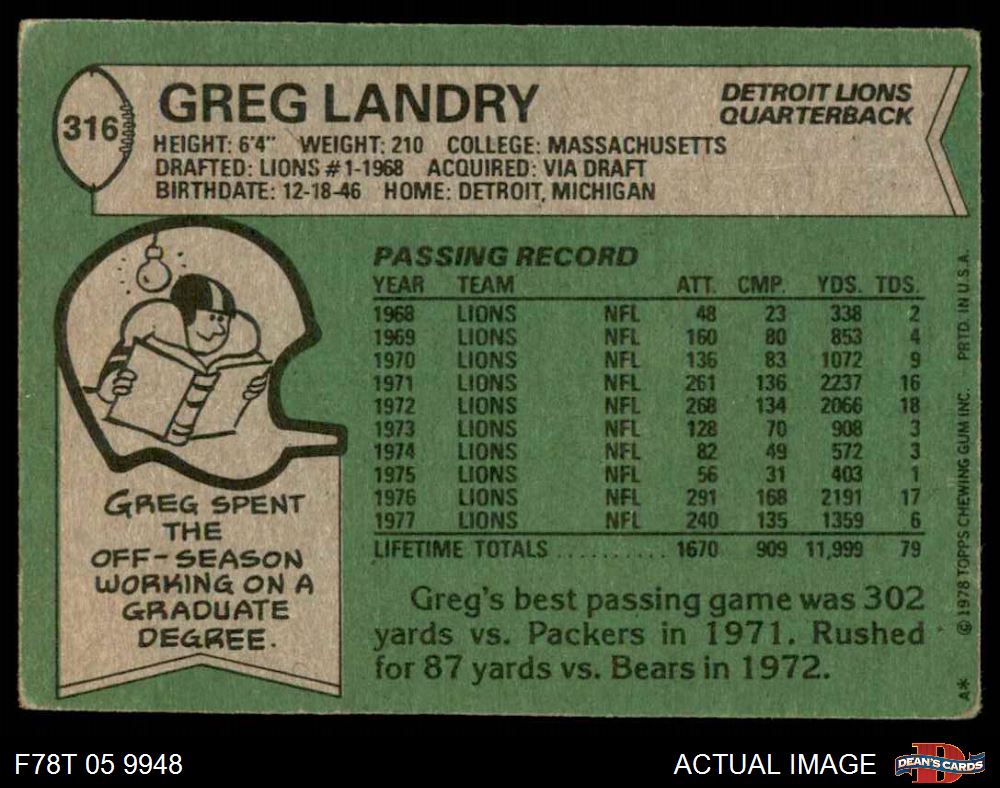 316
GREG LANDRY
DETROIT LIONS
QUARTERBACK
HEIGHT: 6'4" WEIGHT: 210 COLLEGE: MASSACHUSETTS
DRAFTED: LIONS #1-1968 ACQUIRED: VIA DRAFT
BIRTHDATE: 12-18-46 HOME: DETROIT, MICHIGAN
PASSING RECORD
YEAR TEAM ATT. CMP. YDS. TDS.
1968 LIONS NFL 48 23 338 2
1969 LIONS NFL 160 80 853 4
1970 LIONS NFL 136 83 1072 9
1971 LIONS NFL 261 136 2237 16
1972 LIONS NFL 268 134 2066 18
1973 LIONS NFL 128 70 908 3
1974 LIONS NFL 82 49 572 3
1975 LIONS NFL 56 31 403 1
1976 LIONS NFL 291 168 2191 17
1977 LIONS NFL 240 135 1359 6
LIFETIME TOTALS .......... 1670 909 11,999 79
GREG SPENT
THE
OFF-SEASON
WORKING ON A
GRADUATE
DEGREE.
Greg's best passing game was 302
yards vs. Packers in 1971. Rushed
for 87 yards vs. Bears in 1972.
A* © 1978 TOPPS CHEWING GUM INC. PRTD. IN U.S.A.
F78T 05 9948
ACTUAL IMAGE
D
DEAN'S CARDS